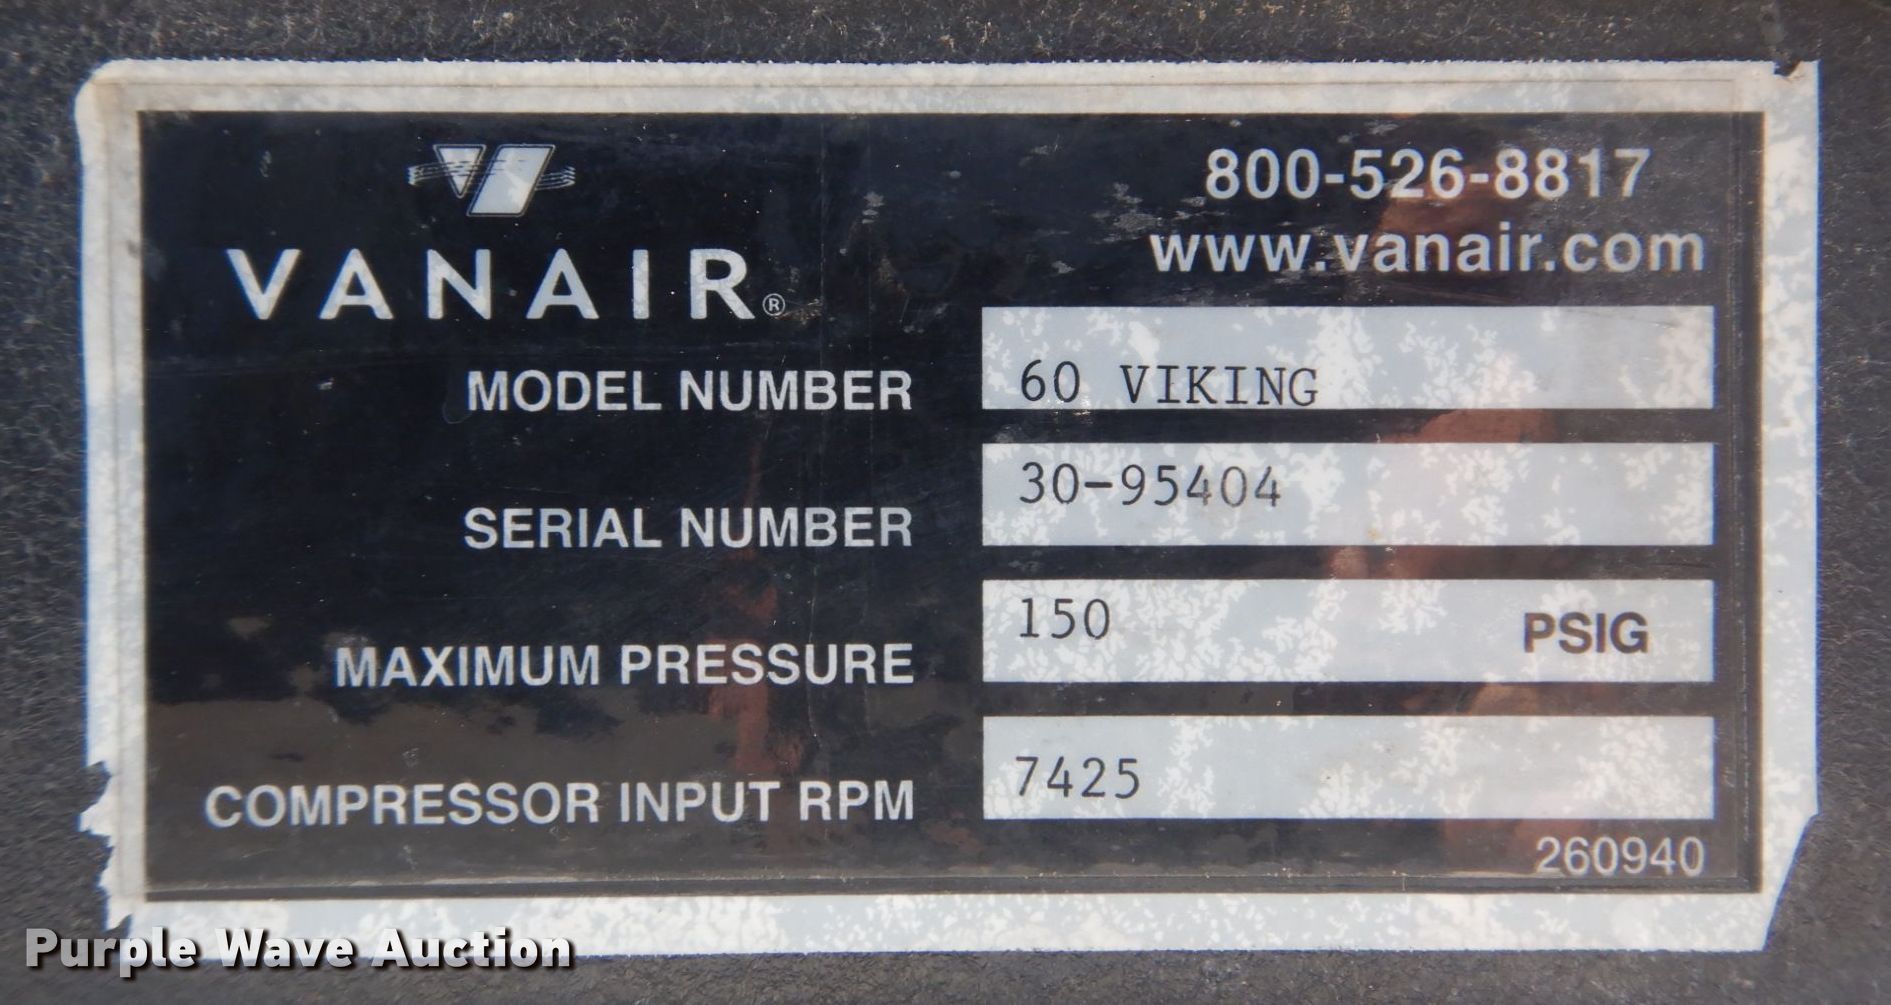 800-526-8817
www.vanair.com
VANAIR®
MODEL NUMBER 60 VIKING
SERIAL NUMBER 30-95404
MAXIMUM PRESSURE 150 PSIG
COMPRESSOR INPUT RPM 7425
260940
Purple Wave Auction